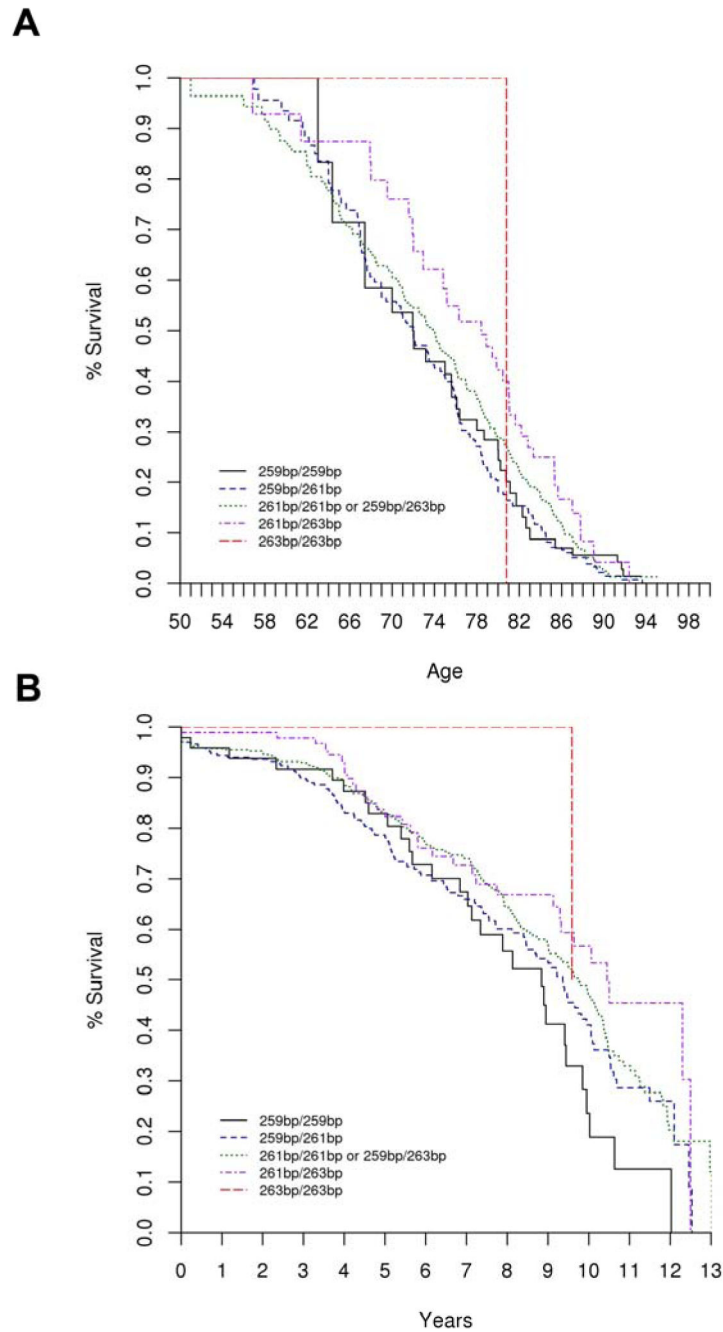 A
% Survival
1.0
0.9
0.8
0.7
0.6
0.5
0.4
0.3
0.2
0.1
0.0
259bp/259bp
259bp/261bp
261bp/261bp or 259bp/263bp
261bp/263bp
263bp/263bp
50 54 58 62 66 70 74 78 82 86 90 94 98
Age
B
% Survival
1.0
0.9
0.8
0.7
0.6
0.5
0.4
0.3
0.2
0.1
0.0
259bp/259bp
259bp/261bp
261bp/261bp or 259bp/263bp
261bp/263bp
263bp/263bp
0 1 2 3 4 5 6 7 8 9 10 11 12 13
Years